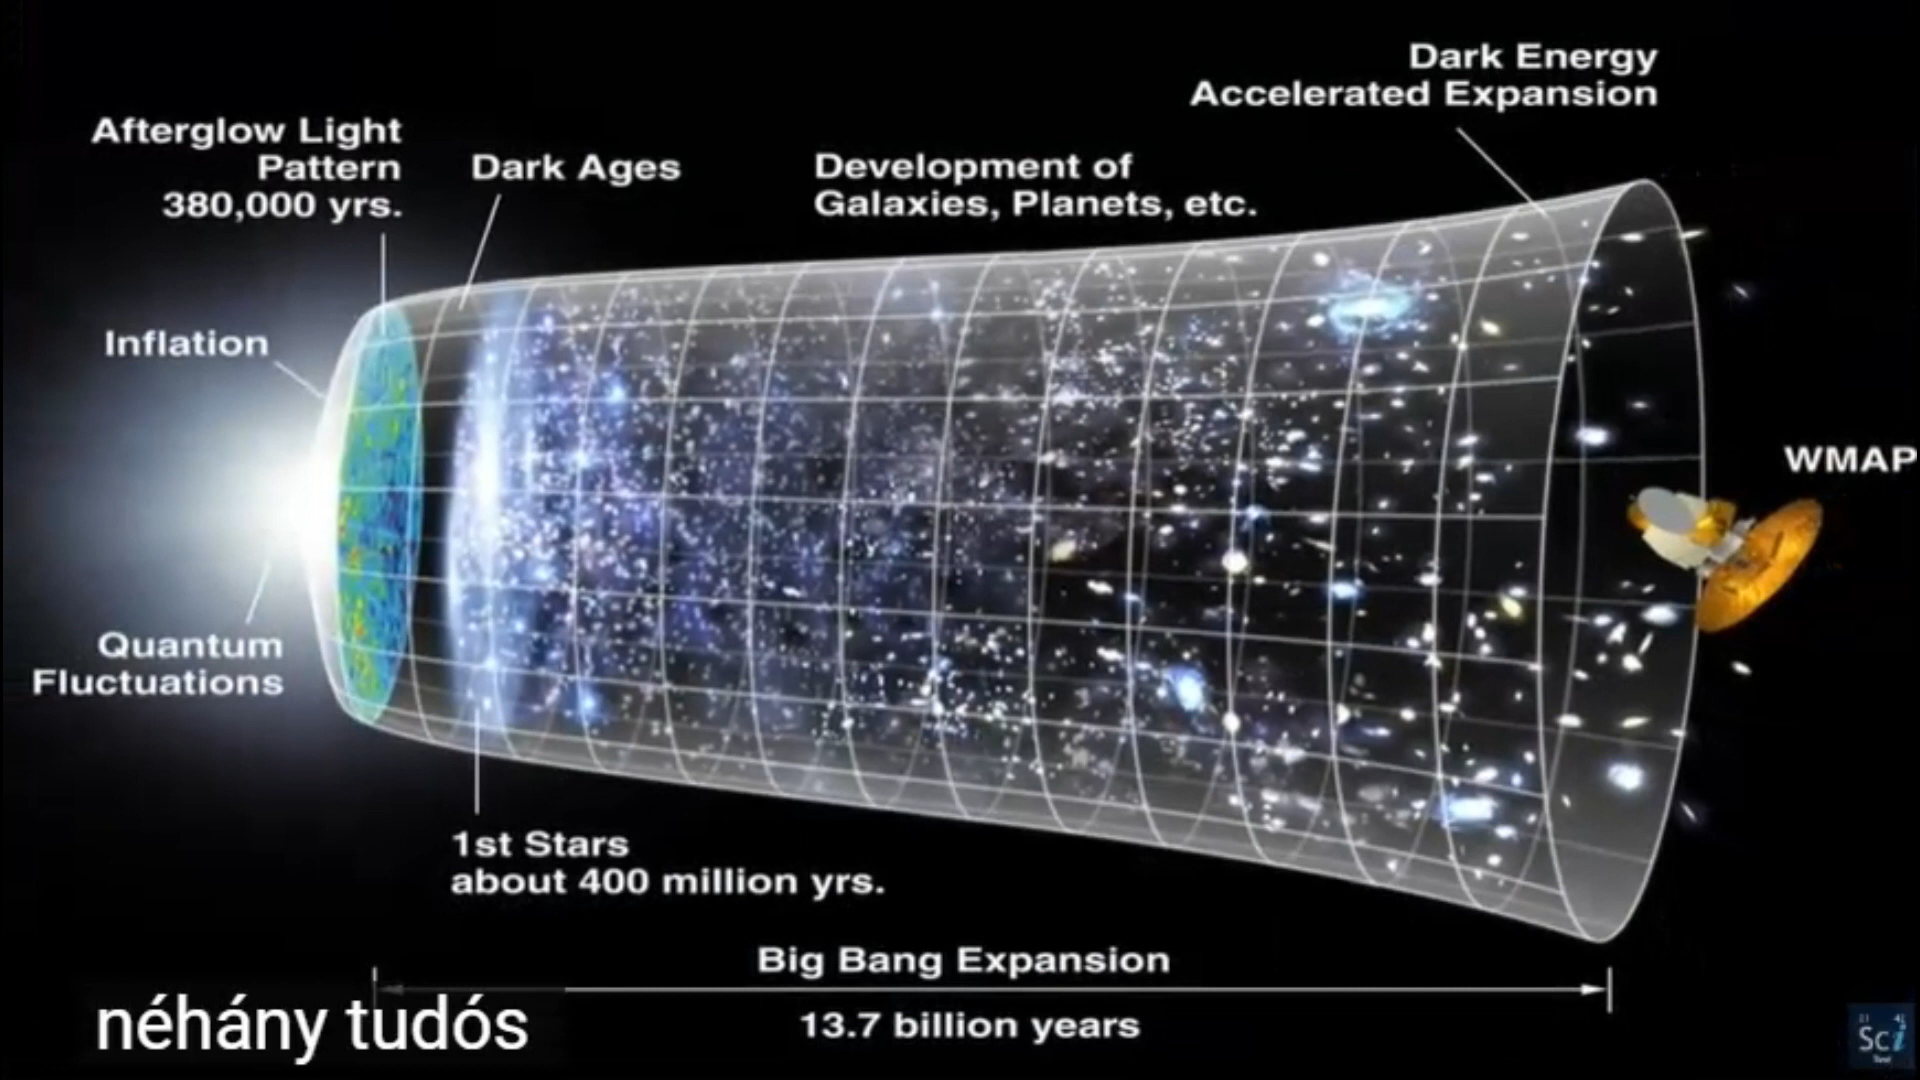 Dark Energy
Accelerated Expansion
Afterglow Light
Pattern
380,000 yrs.
Dark Ages
Development of
Galaxies, Planets, etc.
Inflation
WMAP
Quantum
Fluctuations
1st Stars
about 400 million yrs.
Big Bang Expansion
13.7 billion years
néhány tudós
Sci